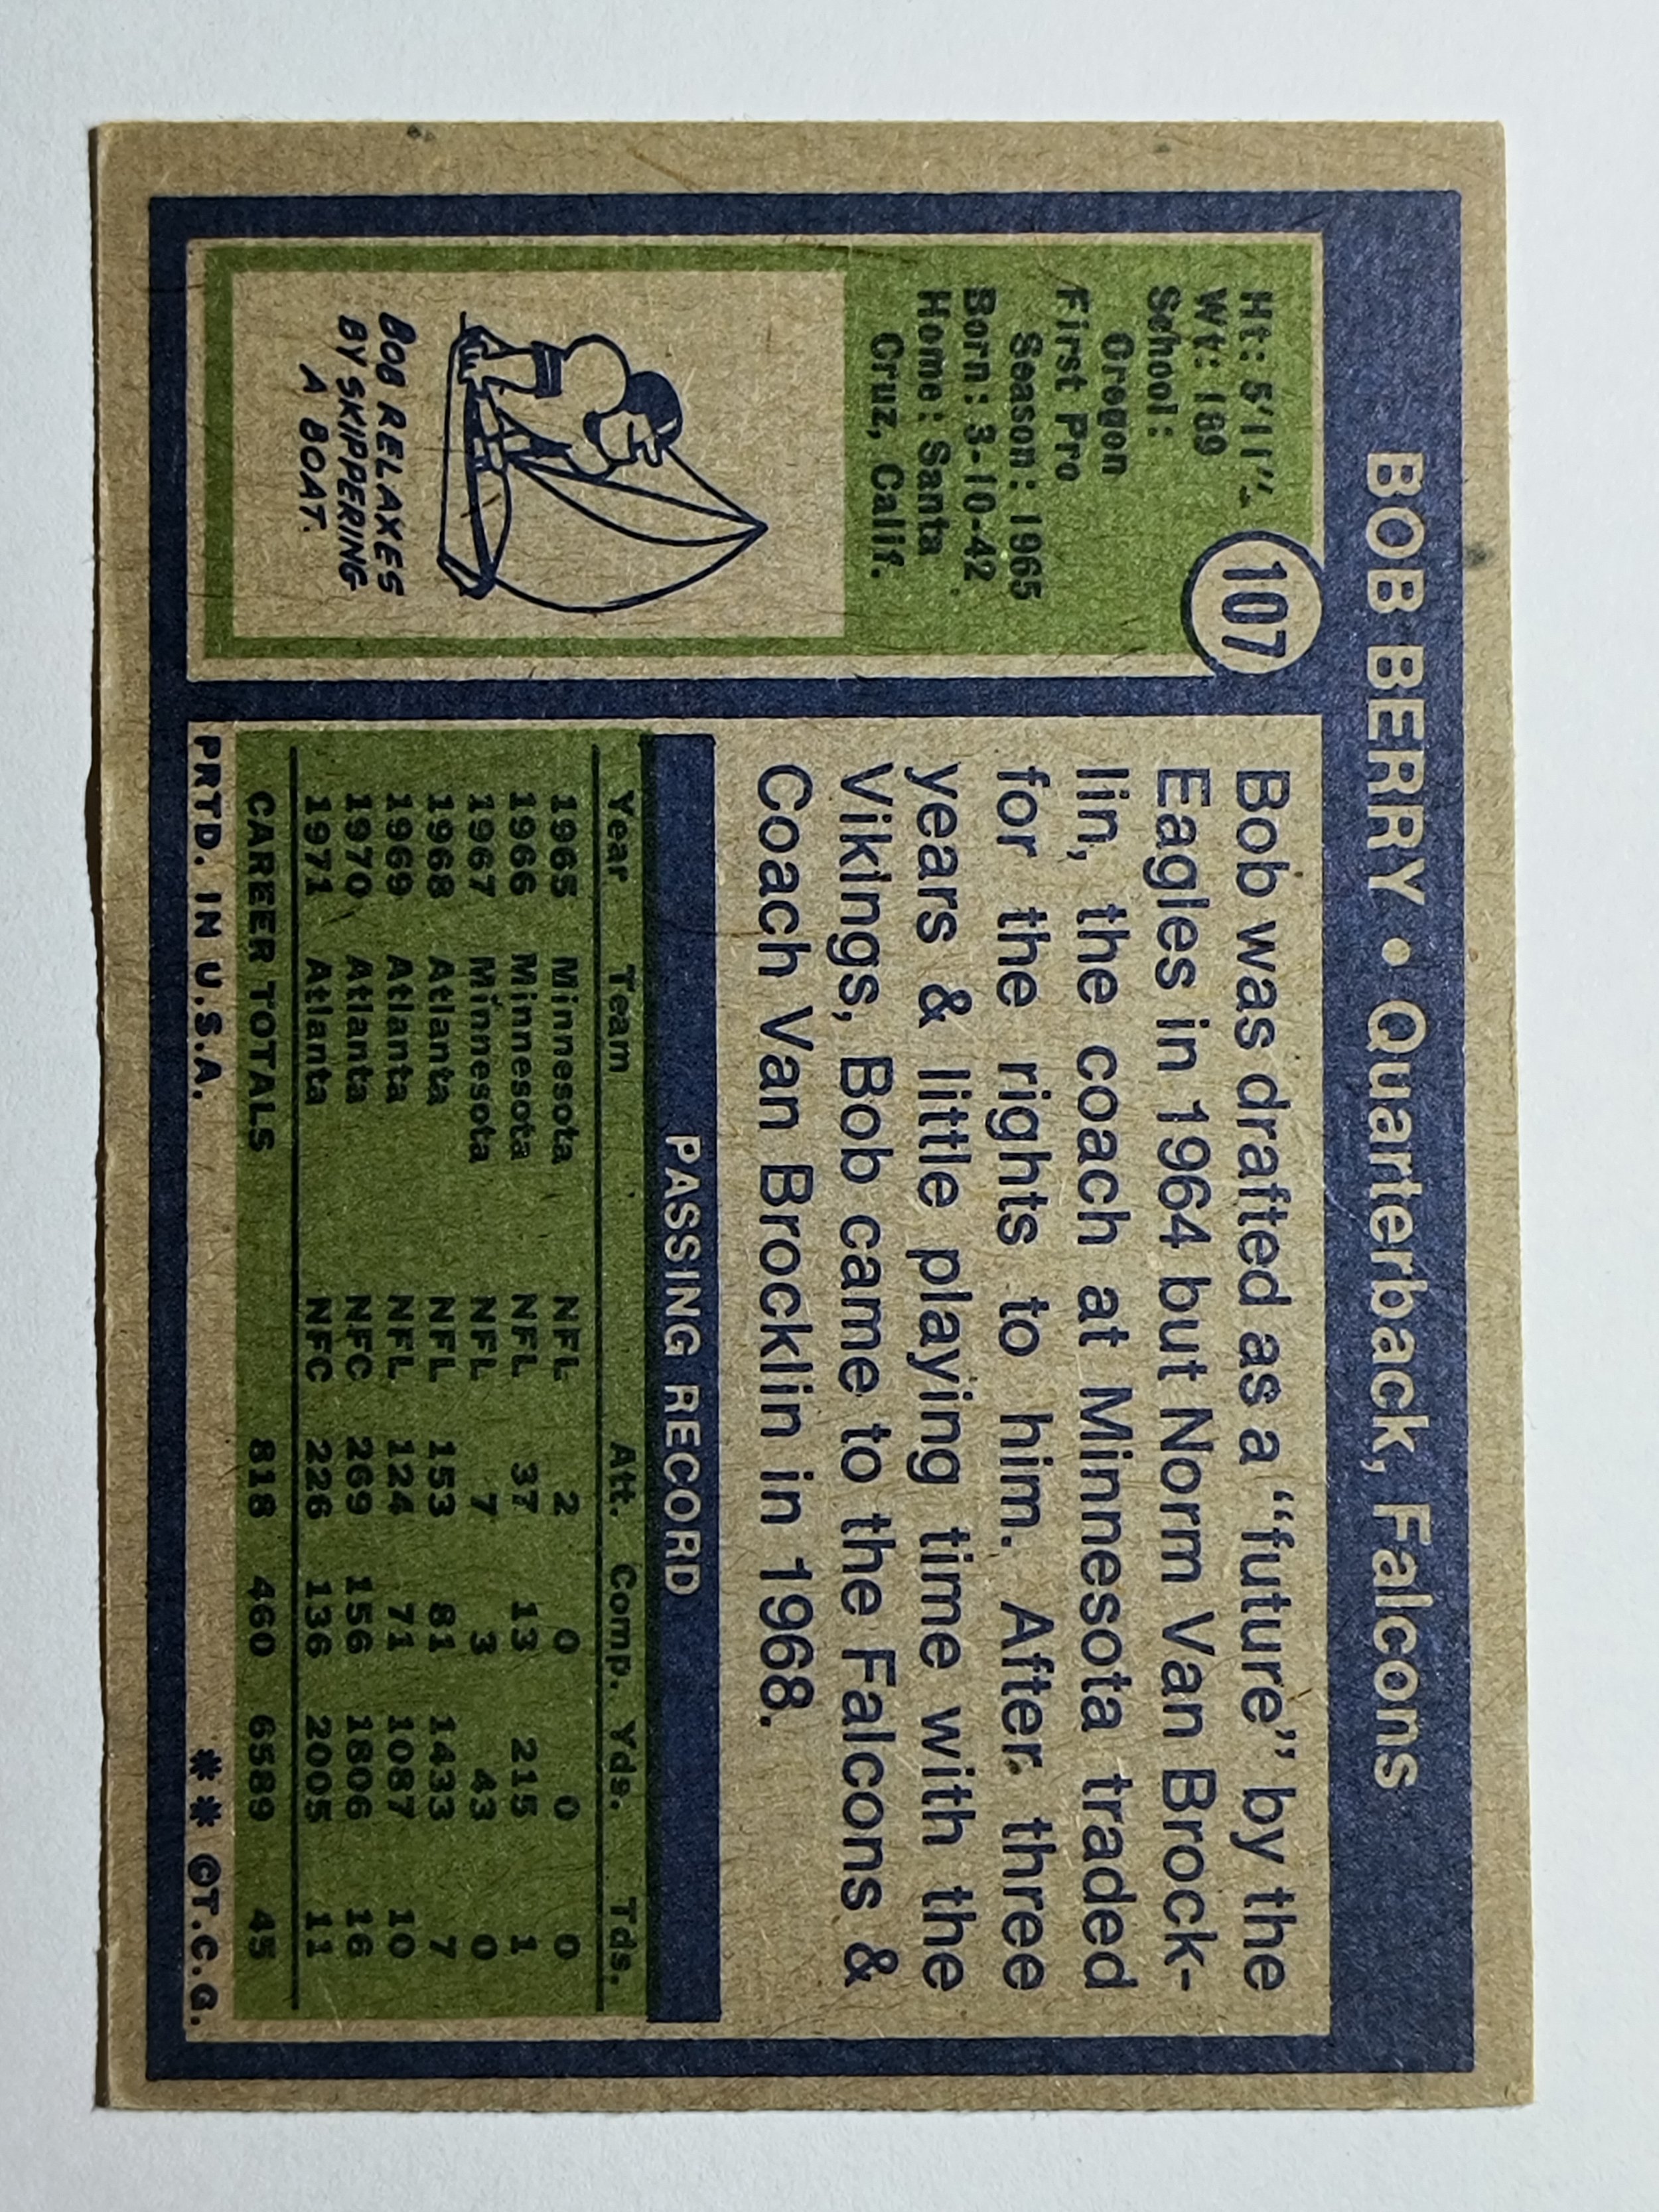 BOB BERRY • Quarterback, Falcons
107
Ht: 5'11"
Wt: 189
School:
Oregon
First Pro
Season: 1965
Born: 3-10-42
Home: Santa
Cruz, Calif.
BOB RELAXES
BY SKIPPERING
A BOAT.
Bob was drafted as a "future" by the
Eagles in 1964 but Norm Van Brock-
lin, the coach at Minnesota traded
for the rights to him. After three
years & little playing time with the
Vikings, Bob came to the Falcons &
Coach Van Brocklin in 1968.
PASSING RECORD
Year Team Att. Comp. Yds. Tds.
1965 Minnesota NFL 2 0 0 0
1966 Minnesota NFL 37 13 215 1
1967 Minnesota NFL 7 3 43 0
1968 Atlanta NFL 153 81 1433 7
1969 Atlanta NFL 124 71 1087 10
1970 Atlanta NFC 269 156 1806 16
1971 Atlanta NFC 226 136 2005 11
CAREER TOTALS 818 460 6589 45
PRTD. IN U.S.A. ** ©T.C.G.